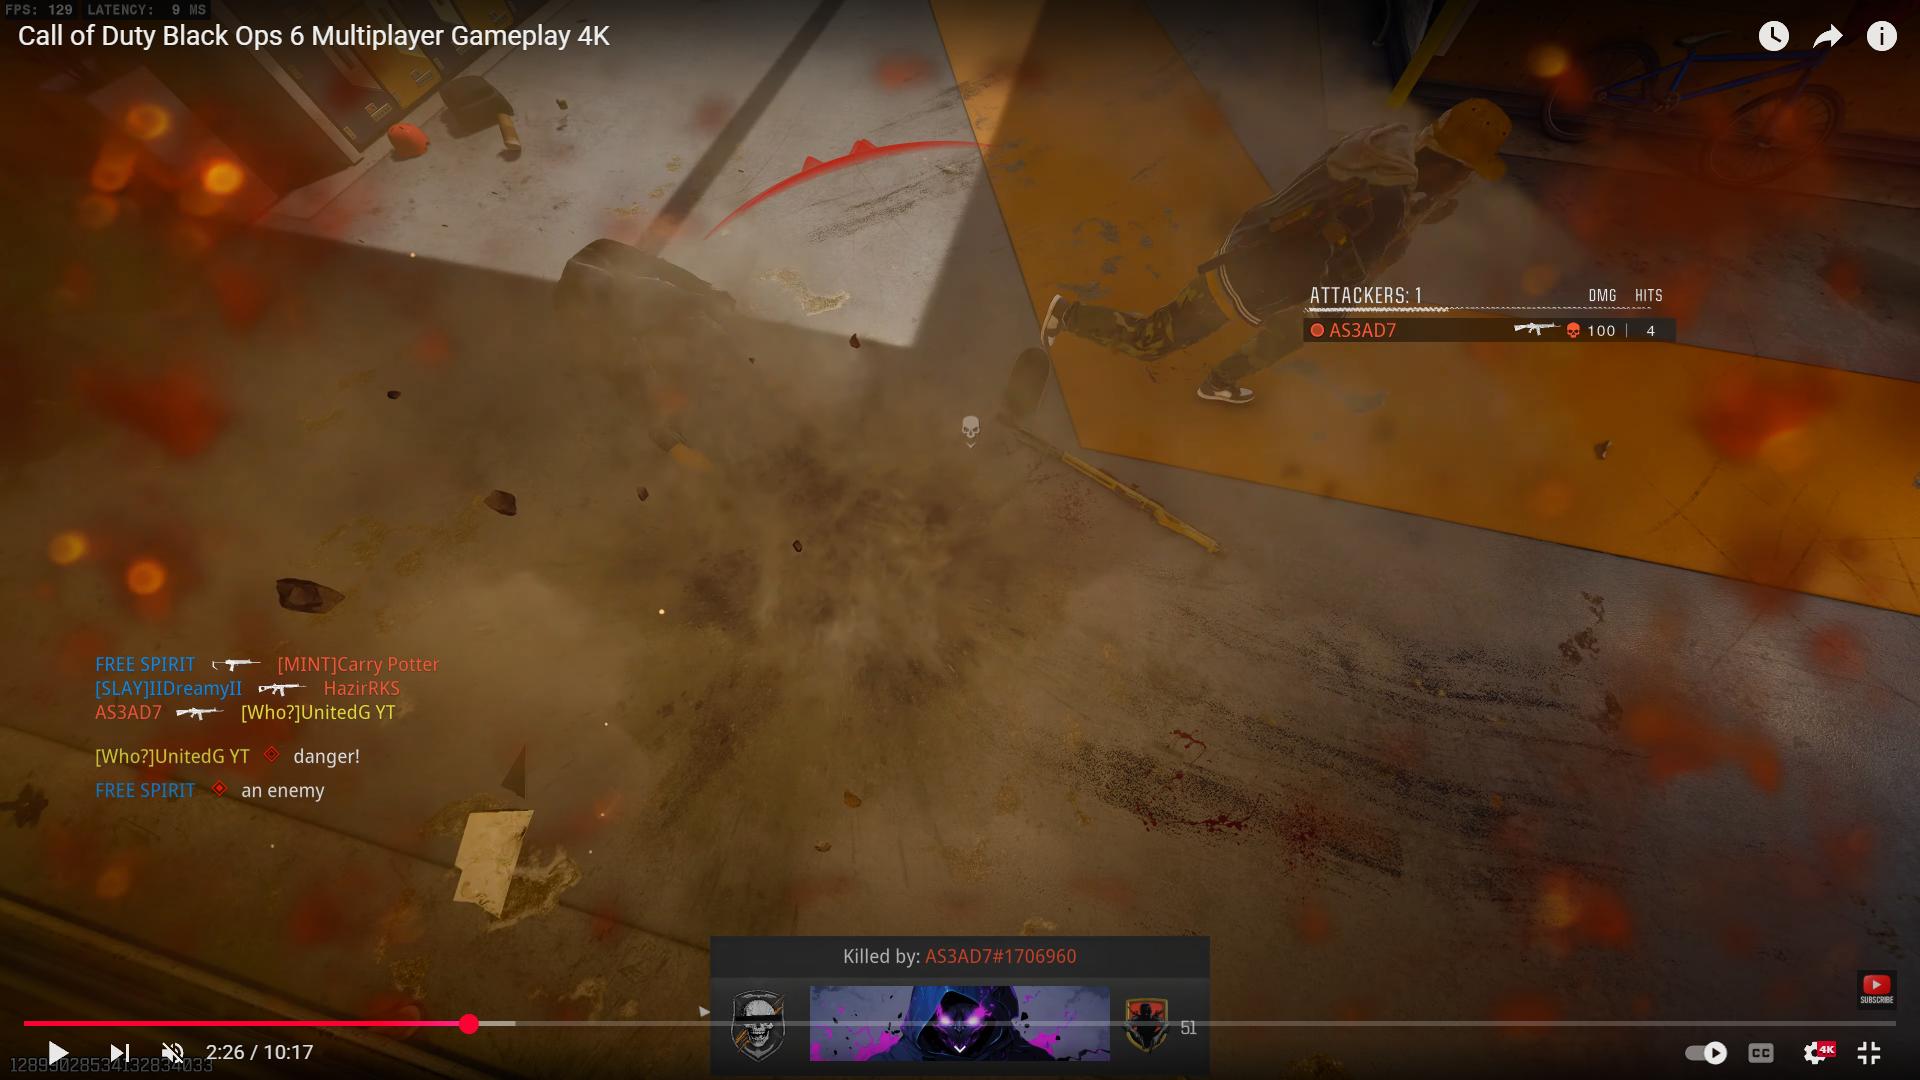 FPS: 129 LATENCY: 9 MS
Call of Duty Black Ops 6 Multiplayer Gameplay 4K
ATTACKERS: 1 DMG HITS
AS3AD7 100 4
FREE SPIRIT [MINT]Carry Potter
[SLAY]IIDreamyII HazirRKS
AS3AD7 [Who?]UnitedG YT
[Who?]UnitedG YT danger!
FREE SPIRIT an enemy
Killed by: AS3AD7#1706960
51
SUBSCRIBE
2:26 / 10:17
CC
4K